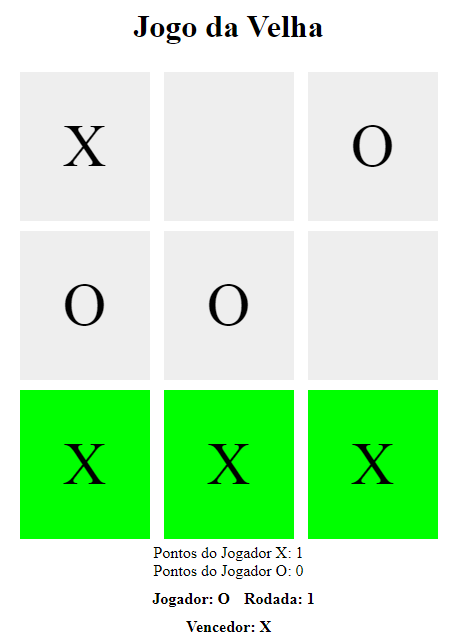 Jogo da Velha
X O
O O
X X X
Pontos do Jogador X: 1
Pontos do Jogador O: 0
Jogador: O Rodada: 1
Vencedor: X